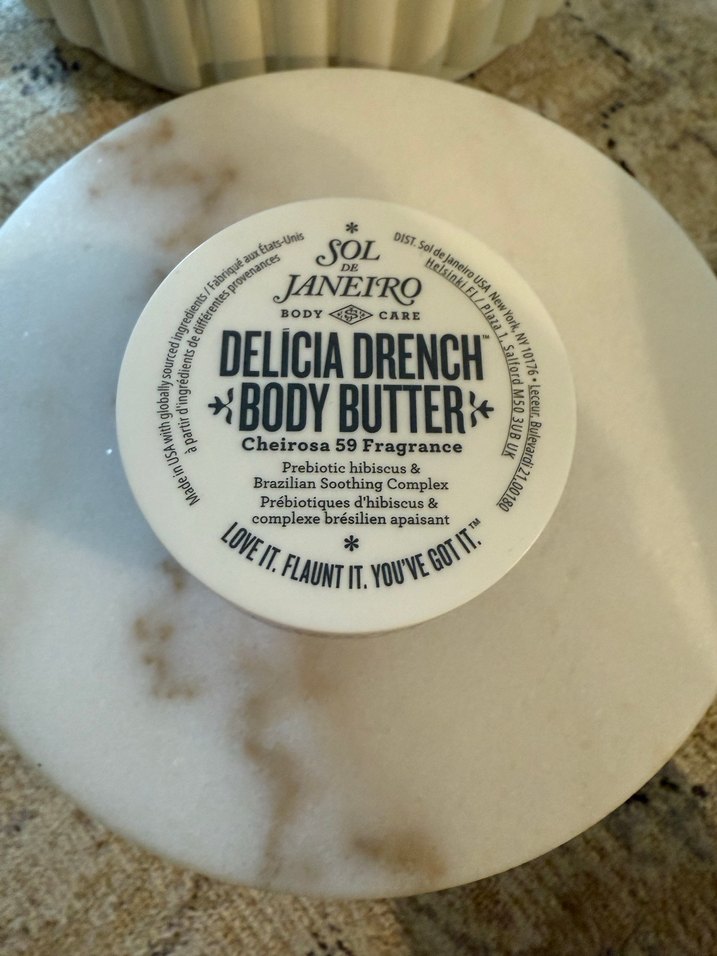 SOL
DE
JANEIRO
BODY CARE
DELÍCIA DRENCH™
BODY BUTTER
Cheirosa 59 Fragrance
Prebiotic hibiscus &
Brazilian Soothing Complex
Prébiotiques d'hibiscus &
complexe brésilien apaisant
LOVE IT. FLAUNT IT. YOU'VE GOT IT.™
Made in USA with globally sourced ingredients / Fabriqué aux États-Unis
à partir d'ingrédients de différentes provenances
DIST. Sol de Janeiro USA New York, NY 10176 • Leceur, Bulevardi 21, 00180
Helsinki FI / Plaza 1, Salford M50 3UB UK